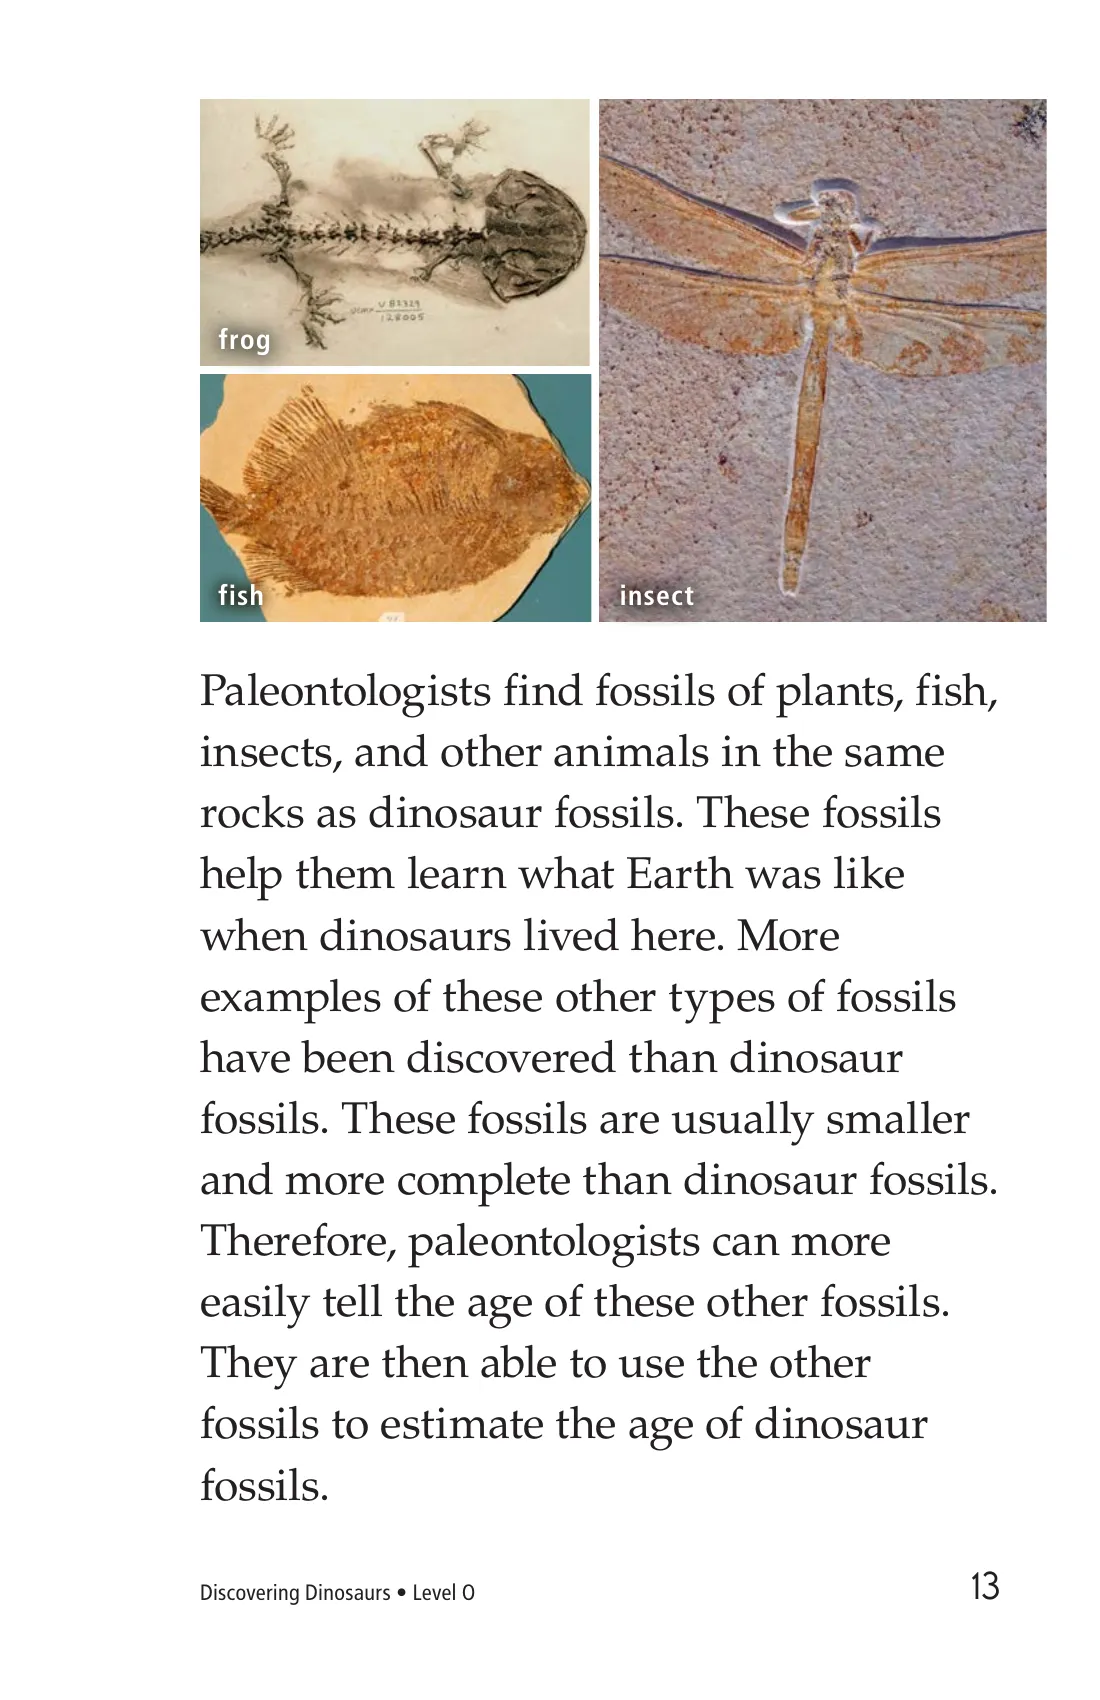 frog
UCMP V82329
128005
fish
insect
Paleontologists find fossils of plants, fish,
insects, and other animals in the same
rocks as dinosaur fossils. These fossils
help them learn what Earth was like
when dinosaurs lived here. More
examples of these other types of fossils
have been discovered than dinosaur
fossils. These fossils are usually smaller
and more complete than dinosaur fossils.
Therefore, paleontologists can more
easily tell the age of these other fossils.
They are then able to use the other
fossils to estimate the age of dinosaur
fossils.
Discovering Dinosaurs • Level O
13